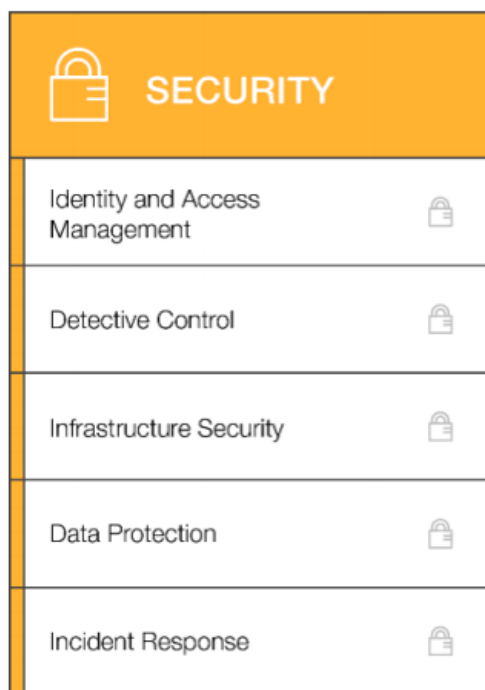 SECURITY
Identity and Access
Management
Detective Control
Infrastructure Security
Data Protection
Incident Response